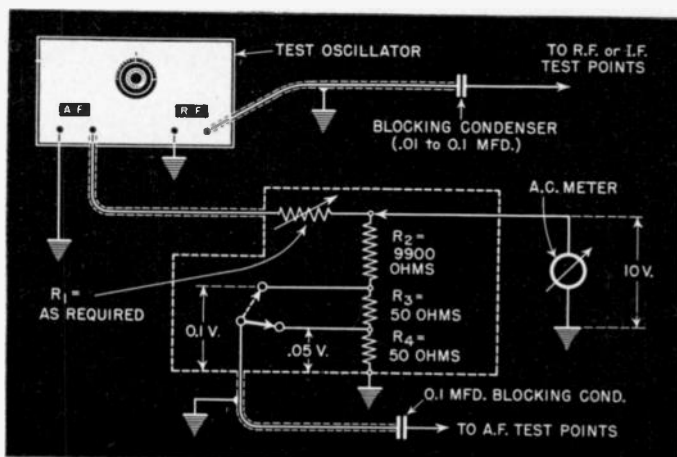 TEST OSCILLATOR
TO R.F. or I.F.
TEST POINTS
A F
R F
BLOCKING CONDENSER
(.01 to 0.1 MFD.)
A.C. METER
R2=
9900
OHMS
10 V.
R1=
AS REQUIRED
0.1 V.
R3=
50 OHMS
.05 V.
R4=
50 OHMS
0.1 MFD. BLOCKING COND.
TO A.F. TEST POINTS